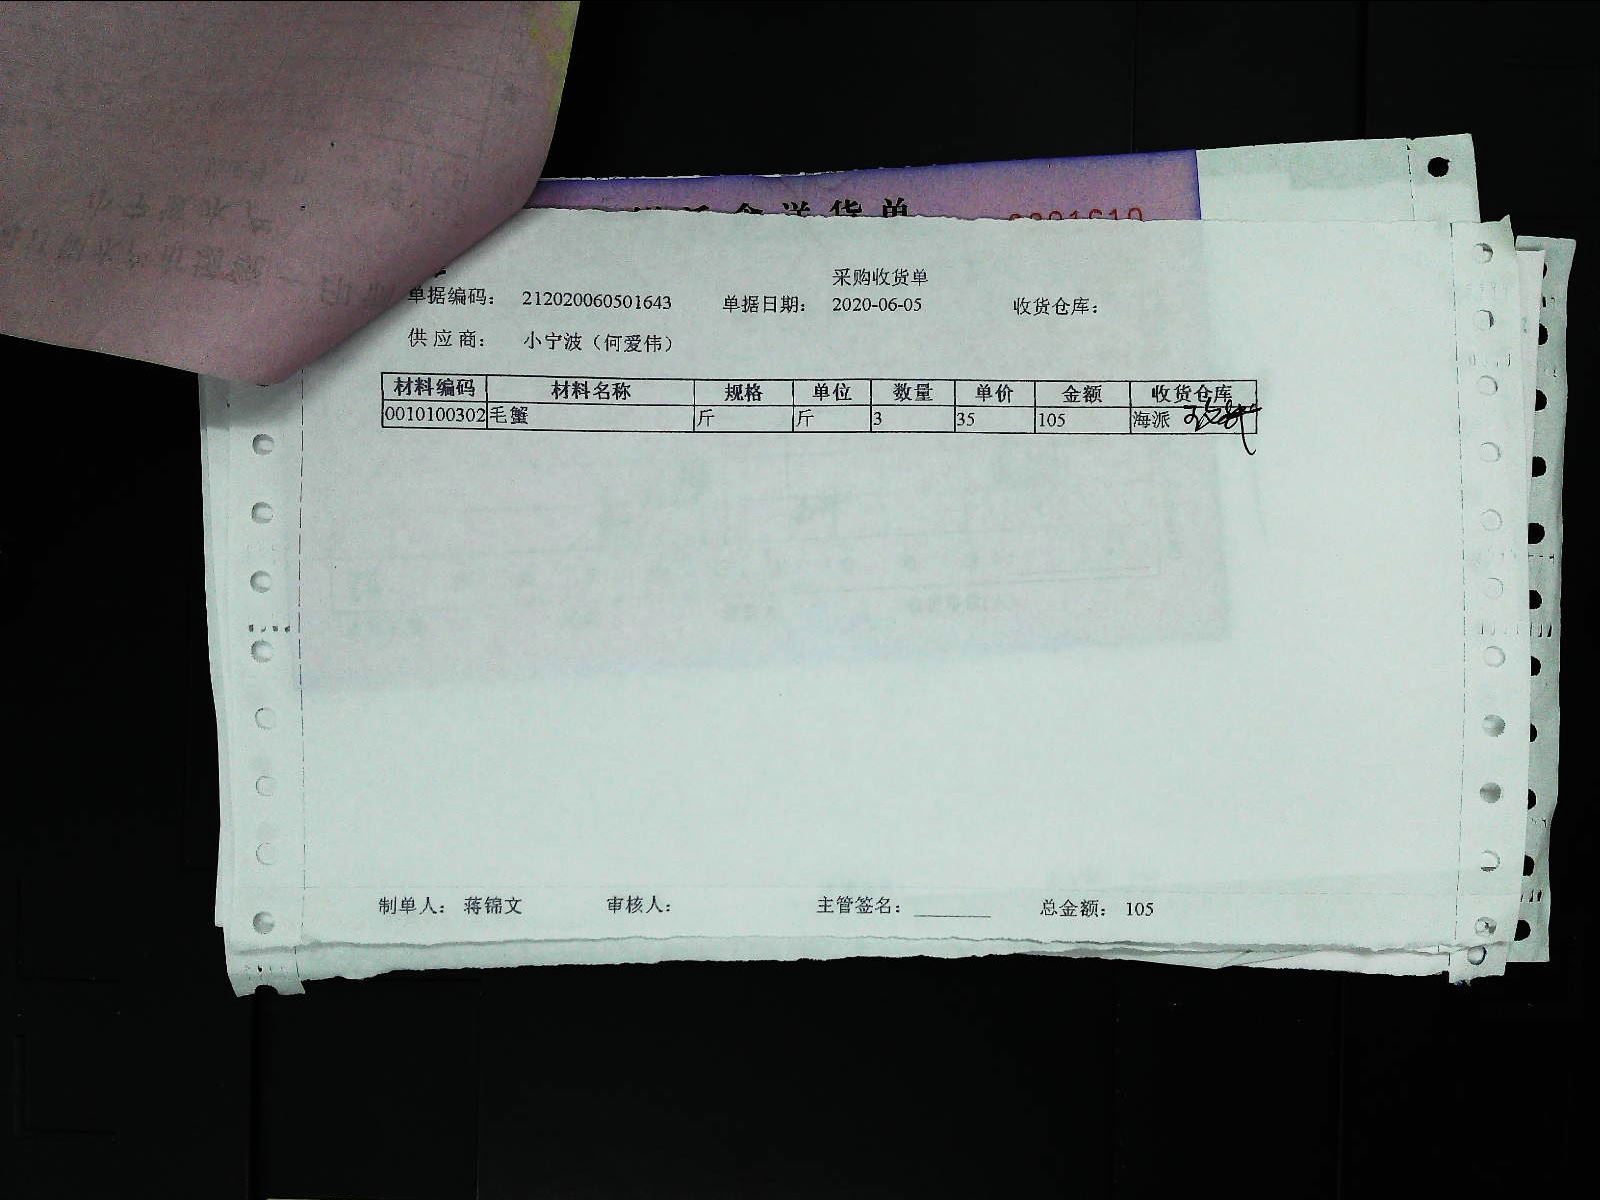 送货单
采购收货单
单据编码： 212020060501643 单据日期： 2020-06-05 收货仓库：
供应商： 小宁波（何爱伟）
材料编码 材料名称 规格 单位 数量 单价 金额 收货仓库
0010100302 毛蟹 斤 斤 3 35 105 海派
制单人： 蒋锦文 审核人： 主管签名： 总金额： 105